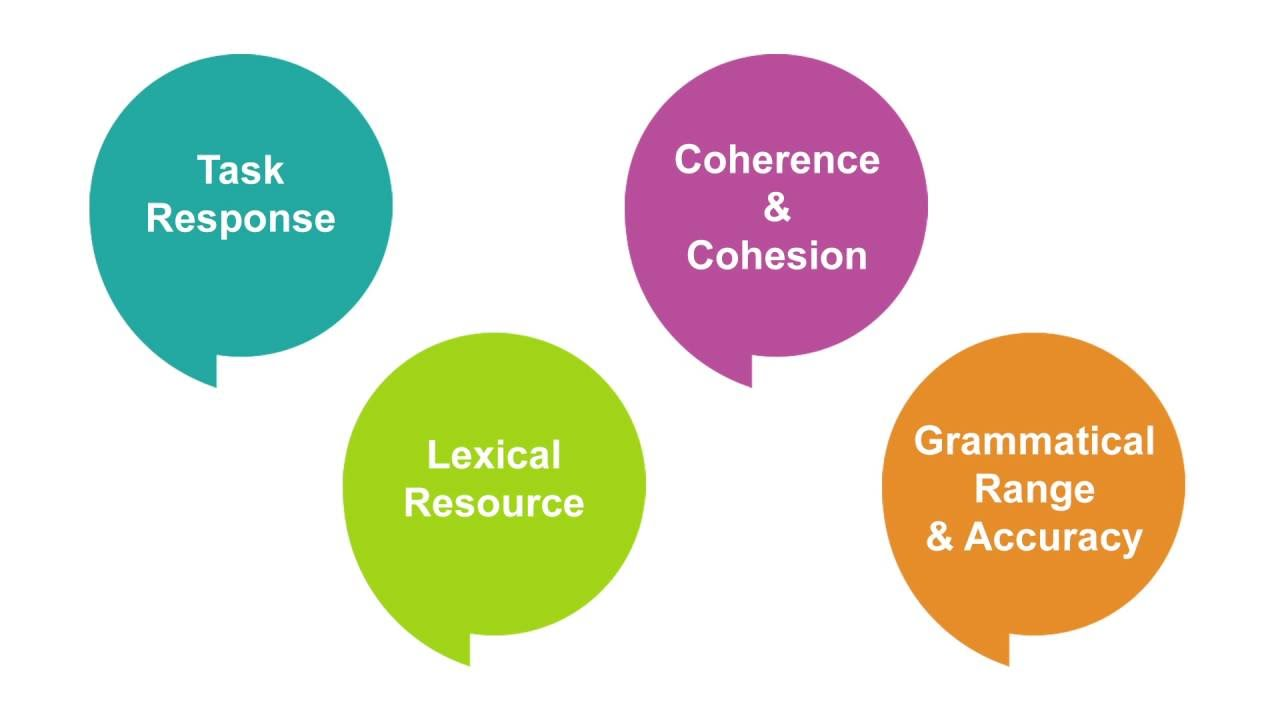 Task
Response
Coherence
&
Cohesion
Lexical
Resource
Grammatical
Range
& Accuracy